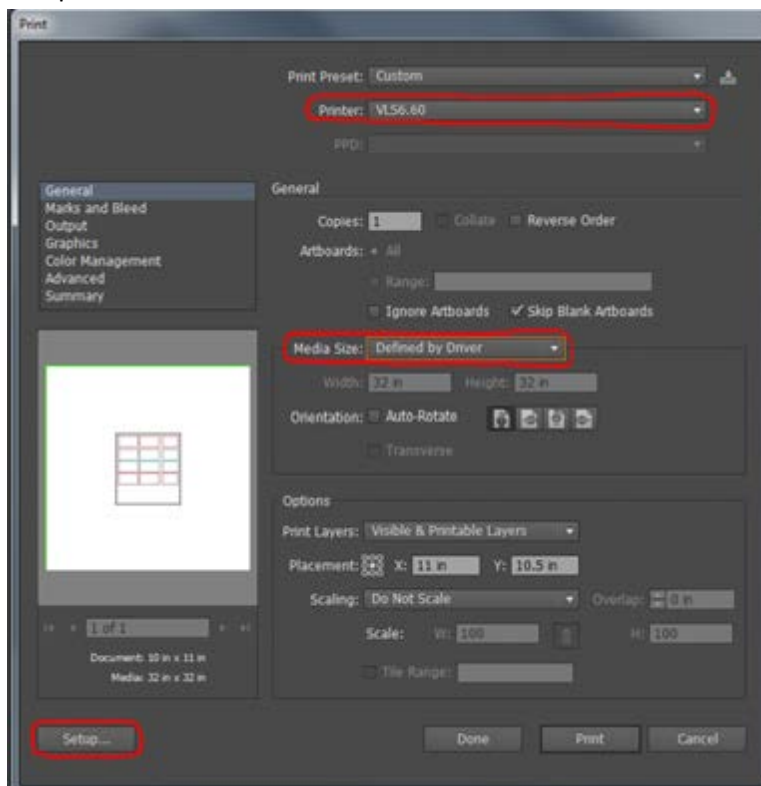 Print
Print Preset: Custom
Printer: VLS6.60
PPD:
General
Marks and Bleed
Output
Graphics
Color Management
Advanced
Summary
General
Copies: 1 Collate Reverse Order
Artboards: All
Range:
Ignore Artboards Skip Blank Artboards
Media Size: Defined by Driver
Width: 32 in Height: 32 in
Orientation: Auto-Rotate
Transverse
Options
Print Layers: Visible & Printable Layers
Placement: X: 11 in Y: 10.5 in
Scaling: Do Not Scale Overlap: 0 in
Scale: W: 100 H: 100
Tile Range:
1 of 1
Document: 10 in x 11 in
Media: 32 in x 32 in
Setup... Done Print Cancel